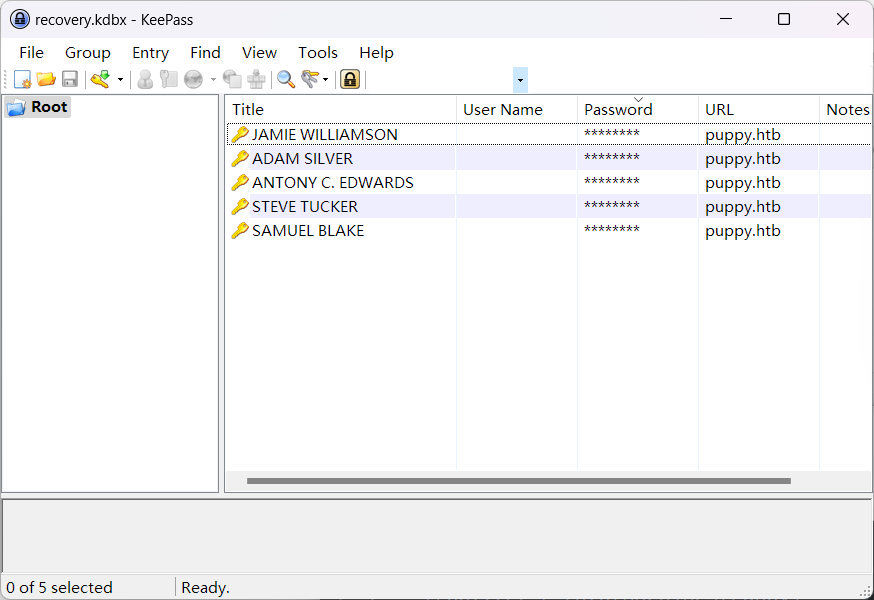 recovery.kdbx - KeePass
File Group Entry Find View Tools Help
Root
Title User Name Password URL Notes
JAMIE WILLIAMSON ******** puppy.htb
ADAM SILVER ******** puppy.htb
ANTONY C. EDWARDS ******** puppy.htb
STEVE TUCKER ******** puppy.htb
SAMUEL BLAKE ******** puppy.htb
0 of 5 selected Ready.